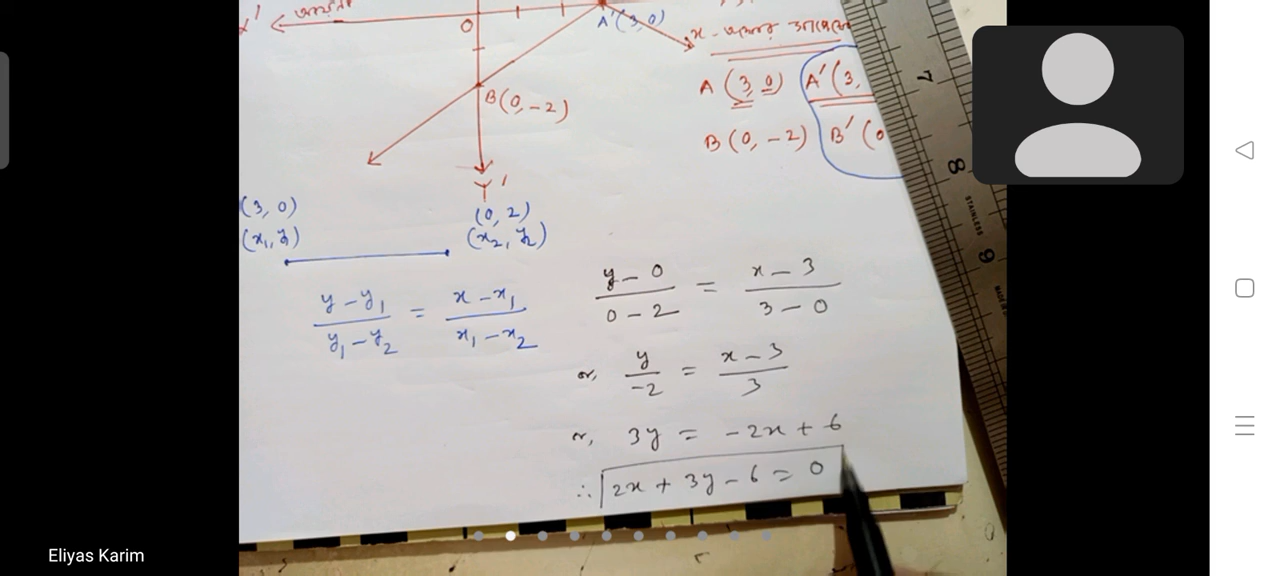 X'
O
A'(3, 0)
x - অক্ষের সাপেক্ষে
A (3, 0) A' (3,
B(0, -2)
B (0, -2) B' (0
Y'
(3, 0) (0, 2)
(x₁, y₁) (x₂, y₂)
(y - y₁)/(y₁ - y₂) = (x - x₁)/(x₁ - x₂)
(y - 0)/(0 - 2) = (x - 3)/(3 - 0)
or, y/-2 = (x - 3)/3
or, 3y = -2x + 6
∴ 2x + 3y - 6 = 0
7
8
9
STAINLESS
Eliyas Karim